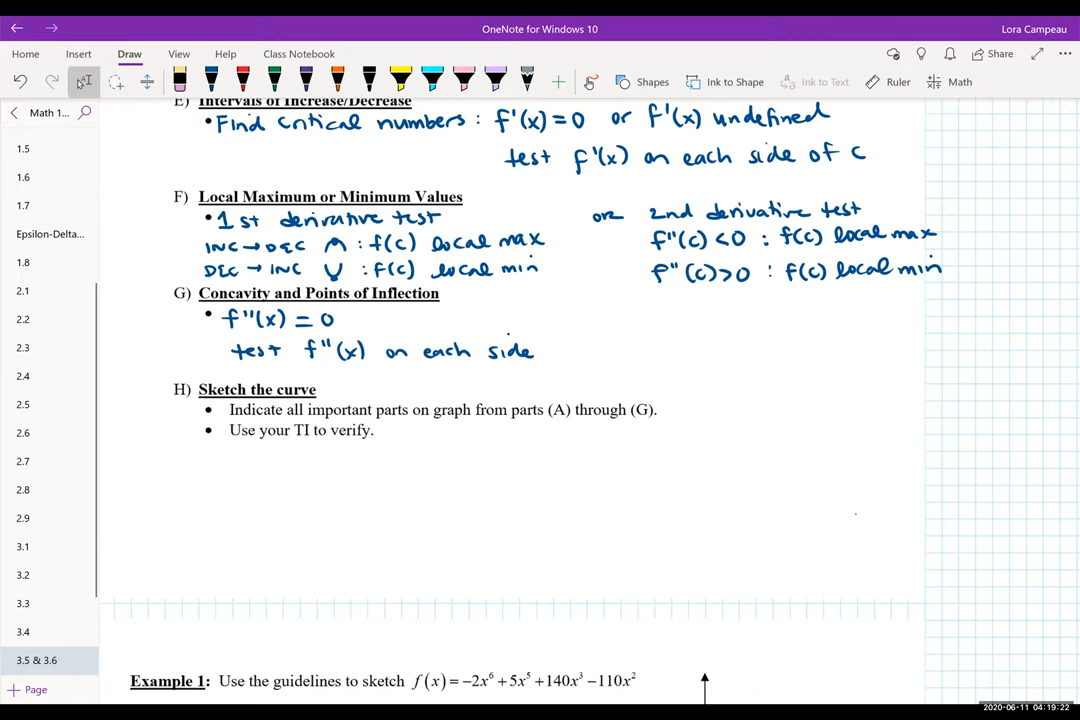 OneNote for Windows 10
Lora Campeau
Home Insert Draw View Help Class Notebook
Share
Shapes Ink to Shape Ink to Text Ruler Math
Math 1...
1.5
1.6
1.7
Epsilon-Delta...
1.8
2.1
2.2
2.3
2.4
2.5
2.6
2.7
2.8
2.9
3.1
3.2
3.3
3.4
3.5 & 3.6
+ Page
E) Intervals of Increase/Decrease
• Find critical numbers : f'(x) = 0 or f'(x) undefined
test f'(x) on each side of c
F) Local Maximum or Minimum Values
• 1st derivative test or 2nd derivative test
INC → DEC ∩ : f(c) local max f''(c) < 0 : f(c) local max
DEC → INC ∪ : f(c) local min f''(c) > 0 : f(c) local min
G) Concavity and Points of Inflection
• f''(x) = 0
test f''(x) on each side
H) Sketch the curve
• Indicate all important parts on graph from parts (A) through (G).
• Use your TI to verify.
Example 1: Use the guidelines to sketch f(x) = −2x⁶ + 5x⁵ + 140x³ − 110x²
2020-06-11 04:19:22